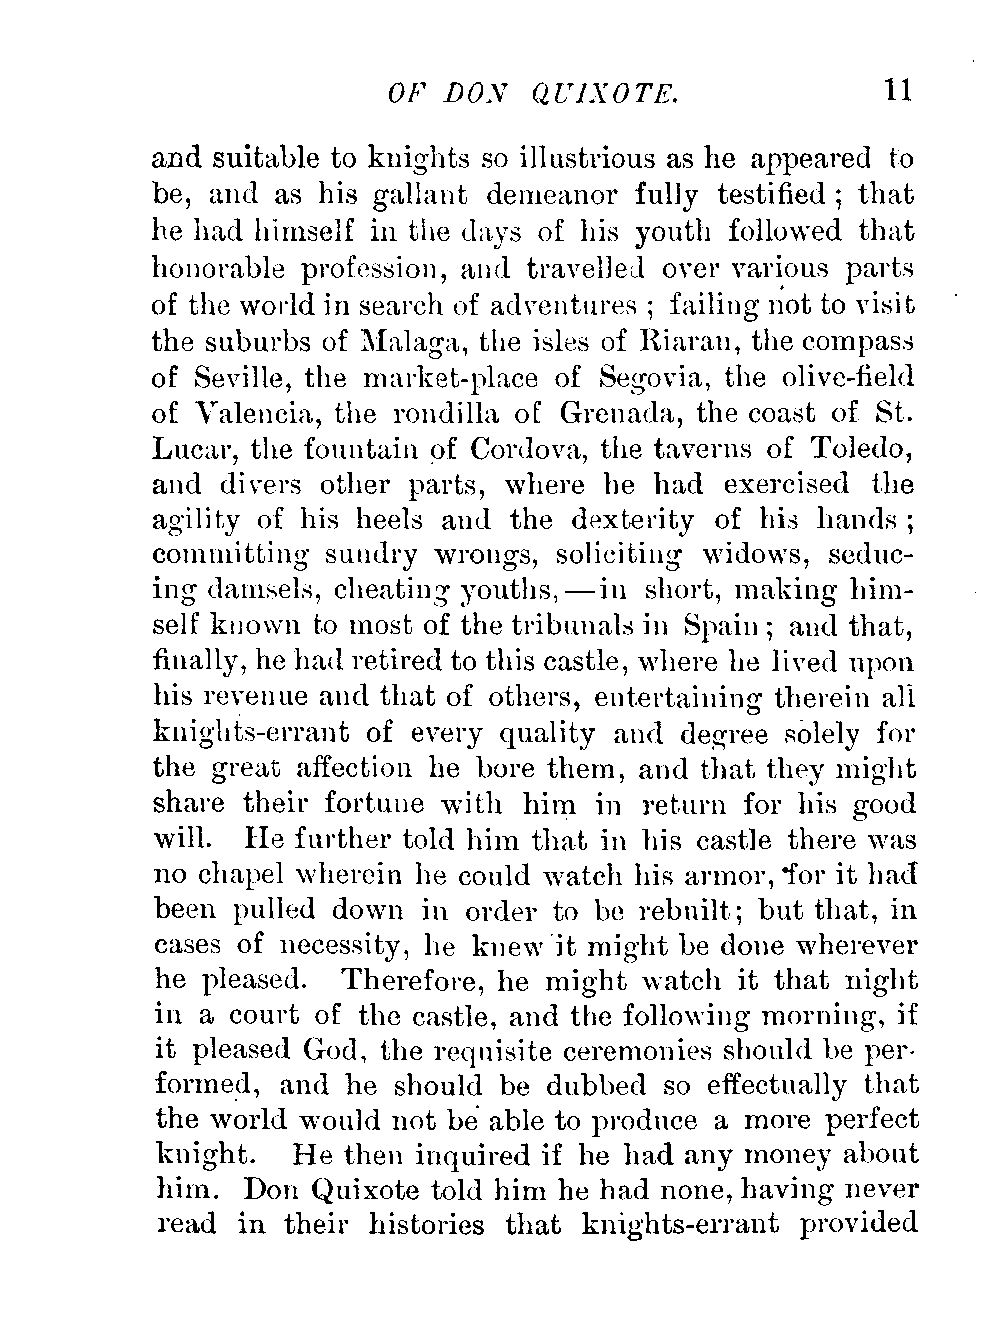 OF DON QUIXOTE. 11
and suitable to knights so illustrious as he appeared to
be, and as his gallant demeanor fully testified ; that
he had himself in the days of his youth followed that
honorable profession, and travelled over various parts
of the world in search of adventures ; failing not to visit
the suburbs of Malaga, the isles of Riaran, the compass
of Seville, the market-place of Segovia, the olive-field
of Valencia, the rondilla of Grenada, the coast of St.
Lucar, the fountain of Cordova, the taverns of Toledo,
and divers other parts, where he had exercised the
agility of his heels and the dexterity of his hands ;
committing sundry wrongs, soliciting widows, seduc-
ing damsels, cheating youths,—in short, making him-
self known to most of the tribunals in Spain ; and that,
finally, he had retired to this castle, where he lived upon
his revenue and that of others, entertaining therein all
knights-errant of every quality and degree solely for
the great affection he bore them, and that they might
share their fortune with him in return for his good
will. He further told him that in his castle there was
no chapel wherein he could watch his armor, for it had
been pulled down in order to be rebuilt; but that, in
cases of necessity, he knew it might be done wherever
he pleased. Therefore, he might watch it that night
in a court of the castle, and the following morning, if
it pleased God, the requisite ceremonies should be per-
formed, and he should be dubbed so effectually that
the world would not be able to produce a more perfect
knight. He then inquired if he had any money about
him. Don Quixote told him he had none, having never
read in their histories that knights-errant provided